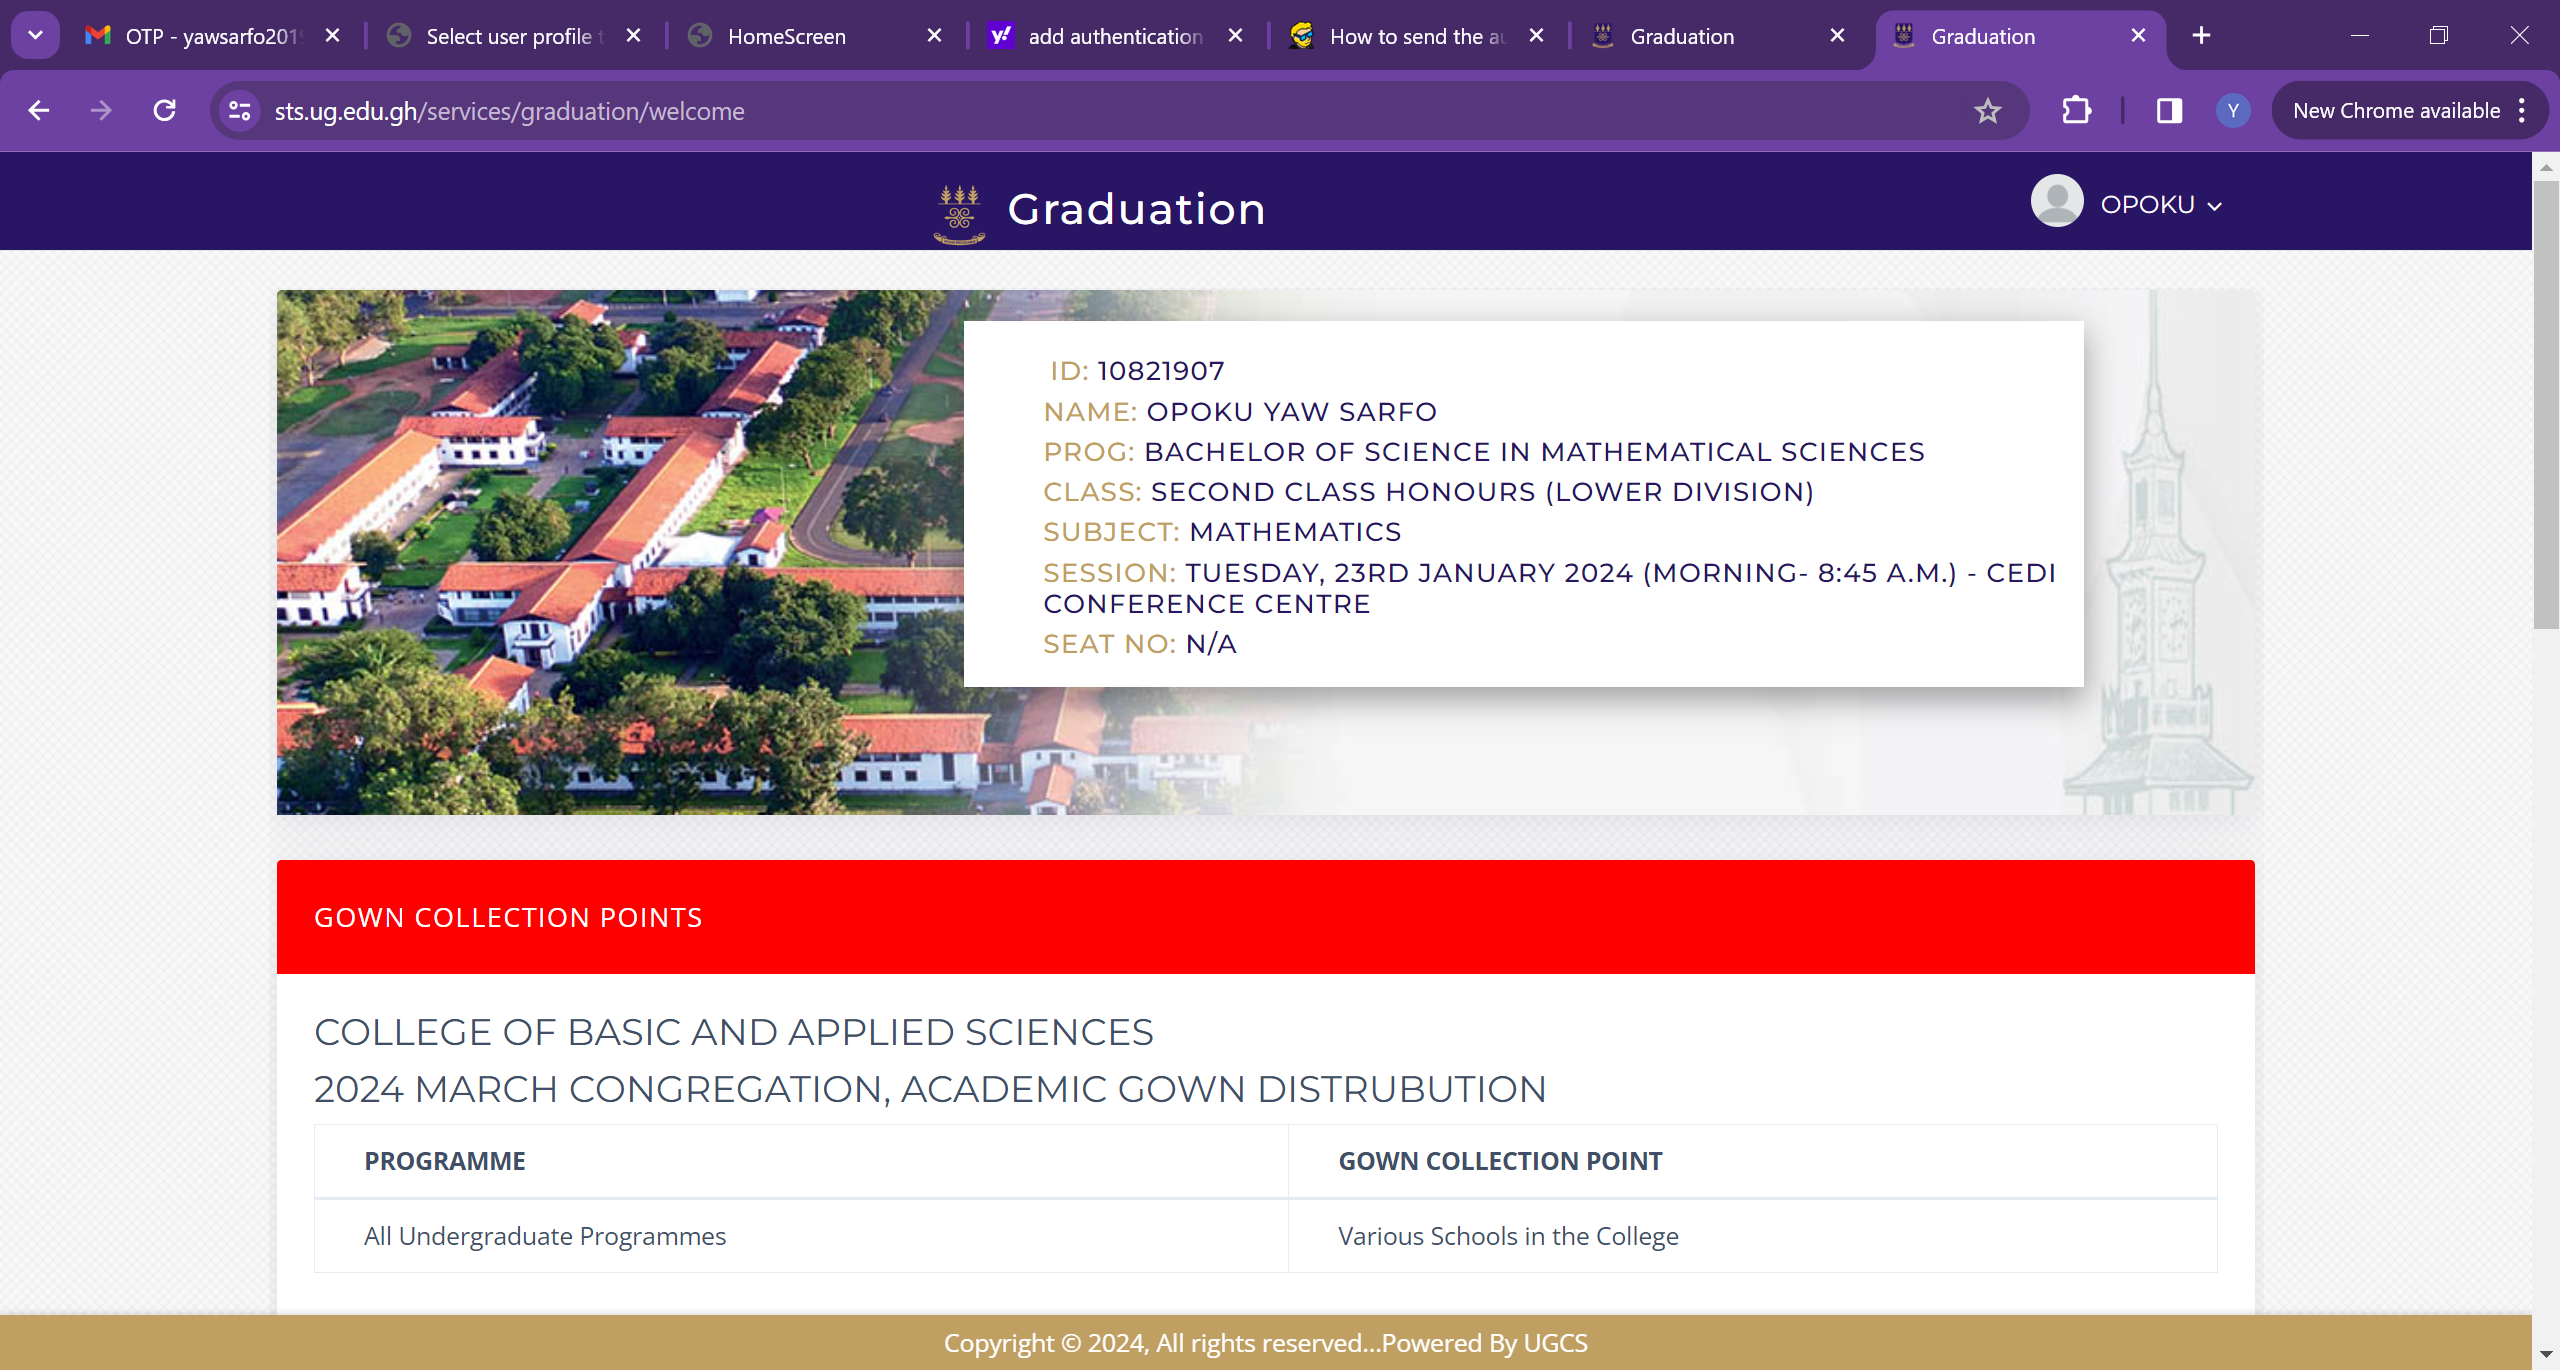 OTP - yawsarfo2019
Select user profile t
HomeScreen
add authentication
How to send the au
Graduation
Graduation
sts.ug.edu.gh/services/graduation/welcome
Y
New Chrome available
Graduation
OPOKU
ID: 10821907
NAME: OPOKU YAW SARFO
PROG: BACHELOR OF SCIENCE IN MATHEMATICAL SCIENCES
CLASS: SECOND CLASS HONOURS (LOWER DIVISION)
SUBJECT: MATHEMATICS
SESSION: TUESDAY, 23RD JANUARY 2024 (MORNING- 8:45 A.M.) - CEDI
CONFERENCE CENTRE
SEAT NO: N/A
GOWN COLLECTION POINTS
COLLEGE OF BASIC AND APPLIED SCIENCES
2024 MARCH CONGREGATION, ACADEMIC GOWN DISTRUBUTION
PROGRAMME
GOWN COLLECTION POINT
All Undergraduate Programmes
Various Schools in the College
Copyright © 2024, All rights reserved...Powered By UGCS